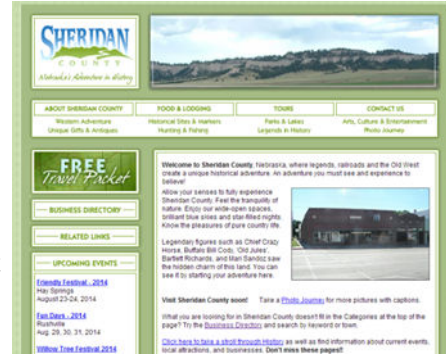 SHERIDAN
COUNTY
Nebraska's Adventure in History
ABOUT SHERIDAN COUNTY
FOOD & LODGING
TOURS
CONTACT US
Western Adventure
Historical Sites & Markers
Parks & Lakes
Arts, Culture & Entertainment
Unique Gifts & Antiques
Hunting & Fishing
Legends in History
Photo Journey
FREE
Travel Packet
BUSINESS DIRECTORY
RELATED LINKS
UPCOMING EVENTS
Friendly Festival - 2014
Hay Springs
August 23-24, 2014
Fun Days - 2014
Rushville
Aug. 29, 30, 31, 2014
Willow Tree Festival 2014
Welcome to Sheridan County, Nebraska, where legends, railroads and the Old West
create a unique historical adventure. An adventure you must see and experience to
believe!
Allow your senses to fully experience
Sheridan County. Feel the tranquility of
nature. Enjoy our wide-open spaces,
brilliant blue skies and star-filled nights.
Know the pleasures of pure country life.
Legendary figures such as Chief Crazy
Horse, Buffalo Bill Cody, 'Old Jules',
Bartlett Richards, and Mari Sandoz saw
the hidden charm of this land. You can
see it by starting your adventure here.
Visit Sheridan County soon! Take a Photo Journey for more pictures with captions.
What you are looking for in Sheridan County doesn't fit in the Categories at the top of the
page? Try the Business Directory and search by keyword or town.
Click here to take a stroll through History as well as find information about current events,
local attractions, and businesses. Don't miss these pages!